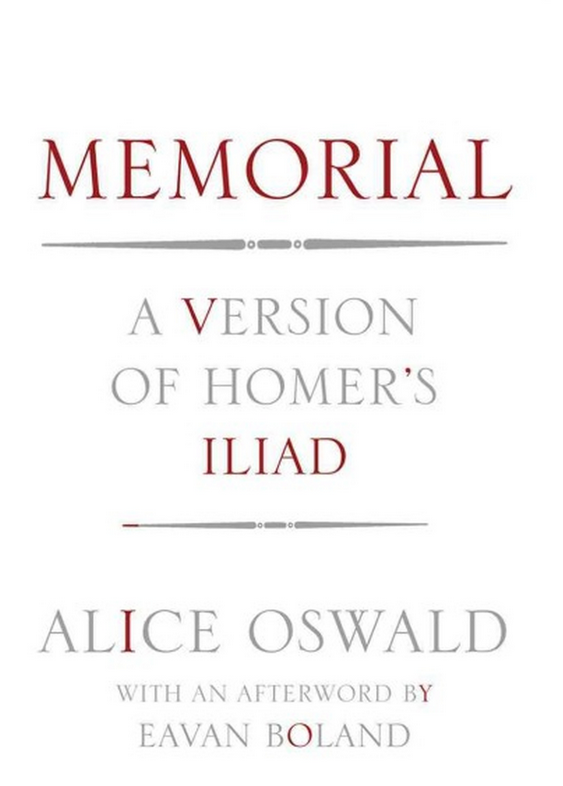 MEMORIAL
A VERSION
OF HOMER'S
ILIAD
ALICE OSWALD
WITH AN AFTERWORD BY
EAVAN BOLAND